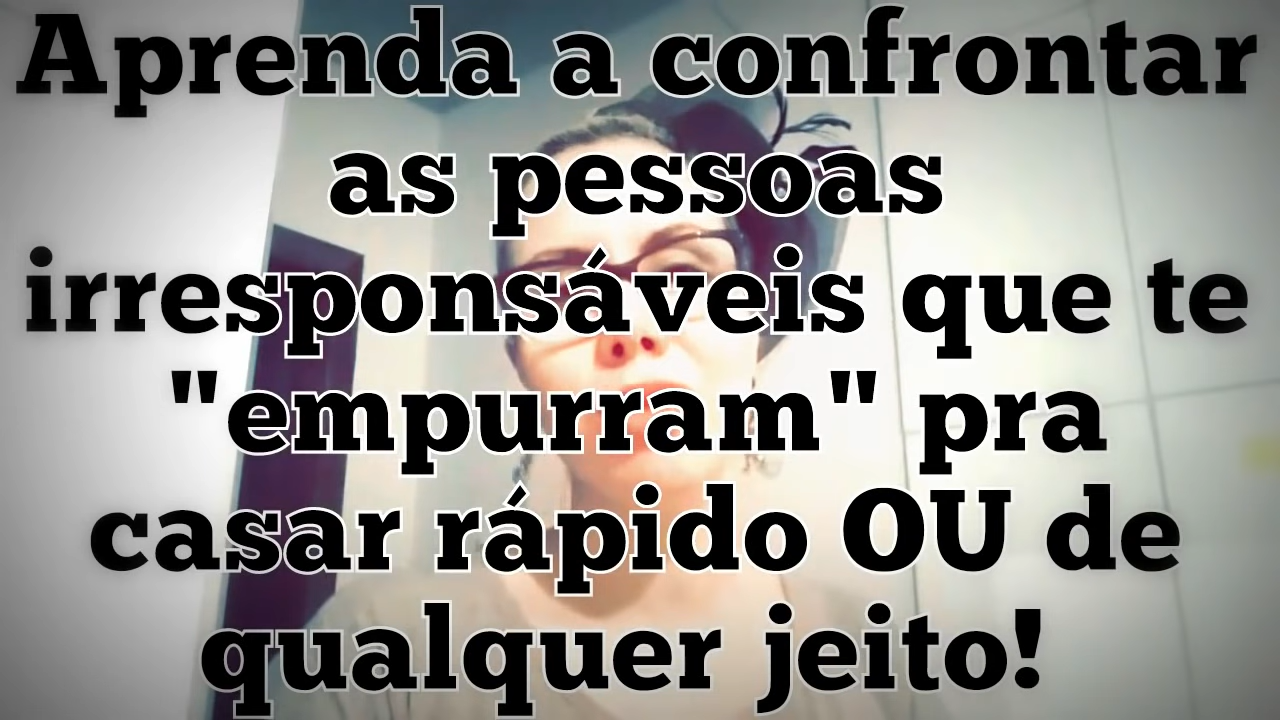 Aprenda a confrontar
as pessoas
irresponsáveis que te
"empurram" pra
casar rápido OU de
qualquer jeito!